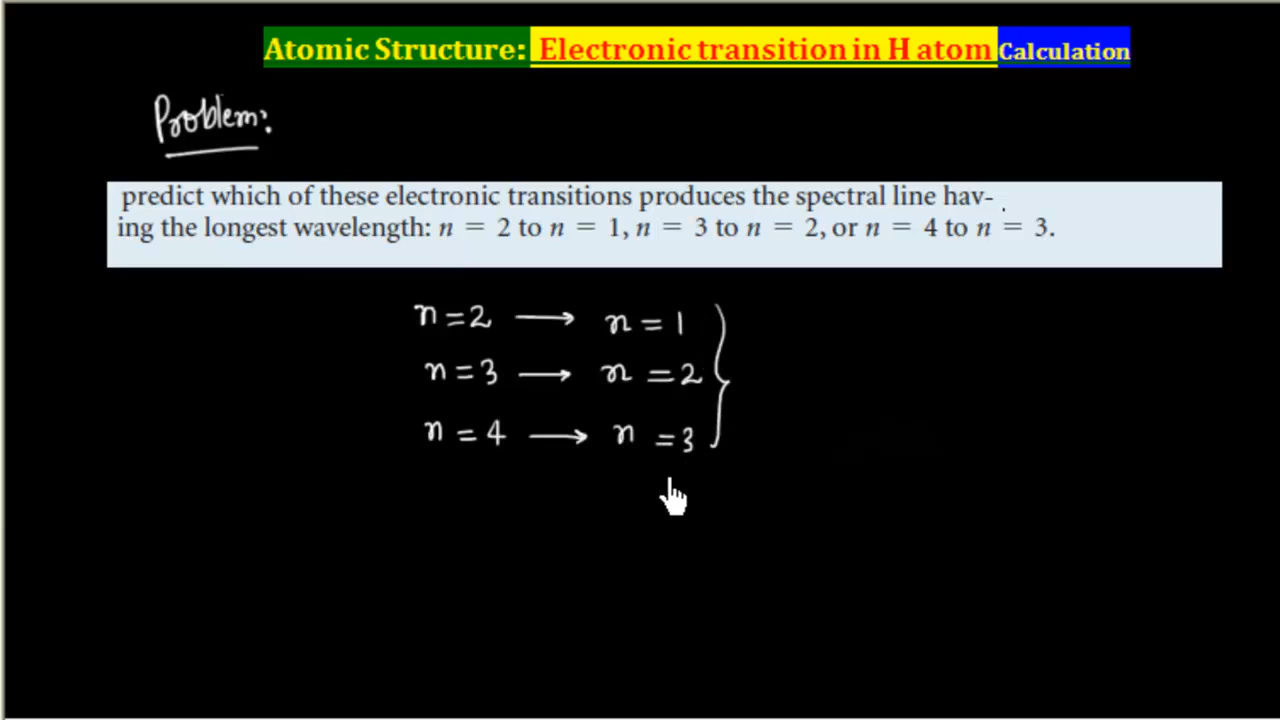 Atomic Structure: Electronic transition in H atom Calculation
Problem:
predict which of these electronic transitions produces the spectral line hav-
ing the longest wavelength: n = 2 to n = 1, n = 3 to n = 2, or n = 4 to n = 3.
n = 2 → n = 1
n = 3 → n = 2
n = 4 → n = 3